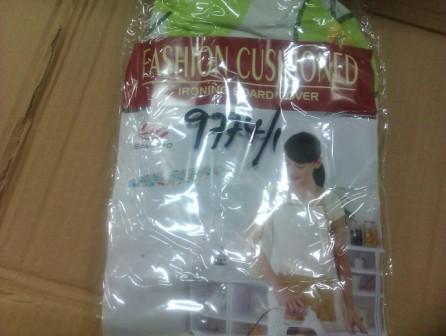 FASHION CUSHIONED
IRONING BOARD COVER
9774/1